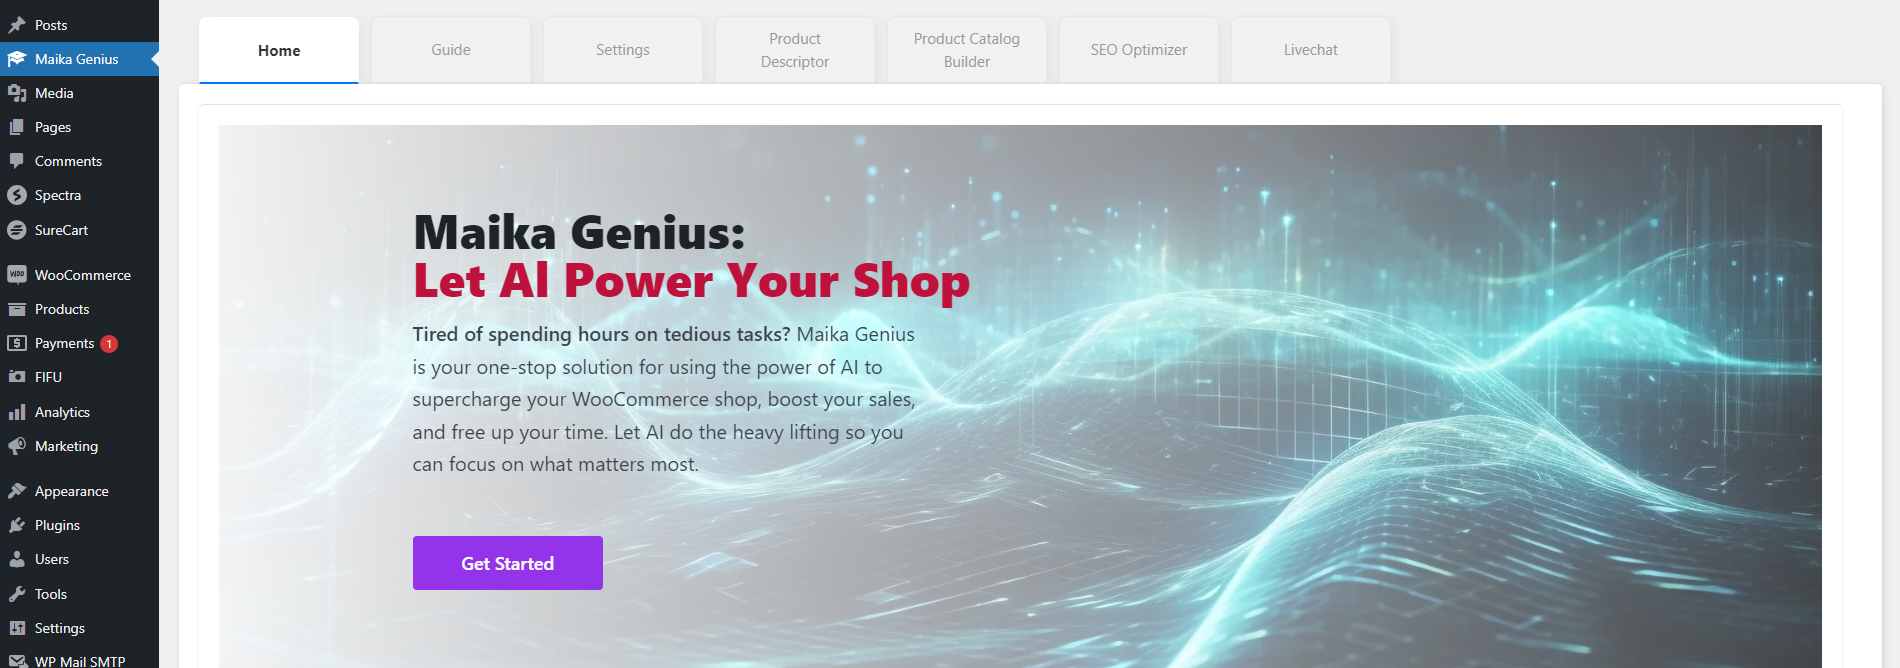 Posts
Maika Genius
Media
Pages
Comments
Spectra
SureCart
WOO
WooCommerce
Products
Payments 1
FIFU
Analytics
Marketing
Appearance
Plugins
Users
Tools
Settings
WP Mail SMTP
Home
Guide
Settings
Product
Descriptor
Product Catalog
Builder
SEO Optimizer
Livechat
Maika Genius:
Let AI Power Your Shop
Tired of spending hours on tedious tasks? Maika Genius
is your one-stop solution for using the power of AI to
supercharge your WooCommerce shop, boost your sales,
and free up your time. Let AI do the heavy lifting so you
can focus on what matters most.
Get Started